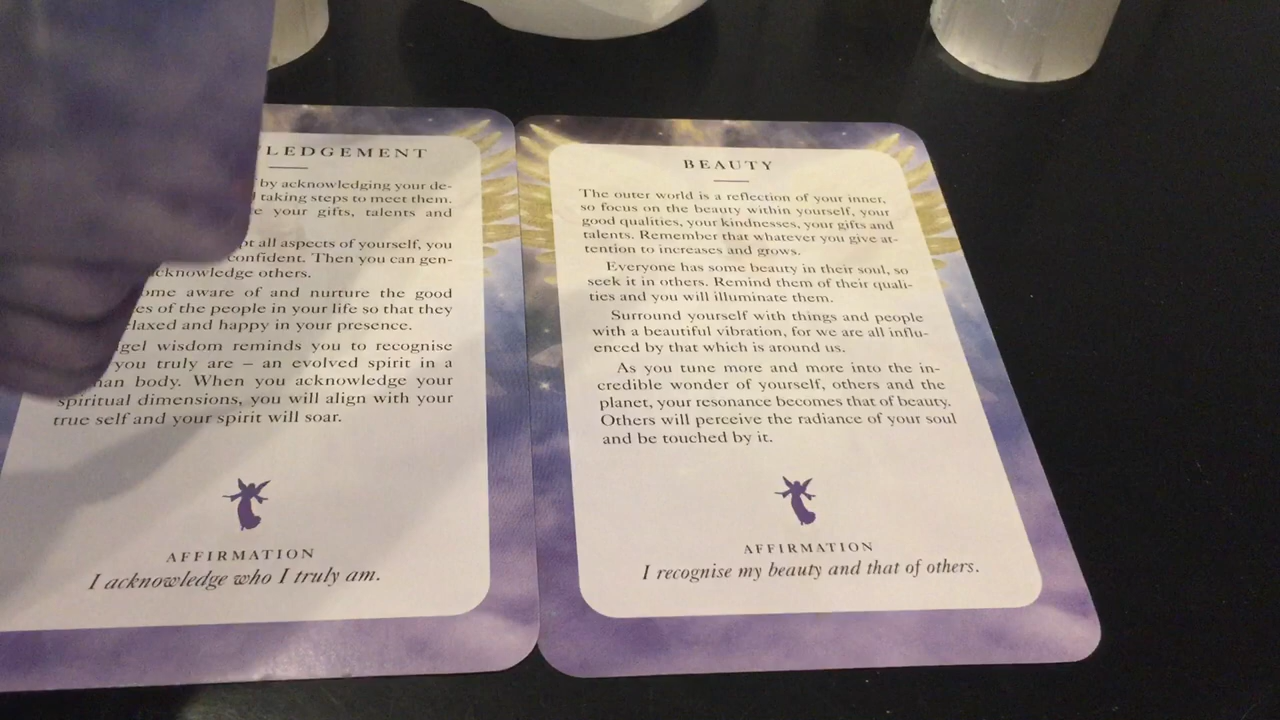 LEDGEMENT
by acknowledging your de-
taking steps to meet them.
your gifts, talents and
all aspects of yourself, you
confident. Then you can gen-
acknowledge others.
aware of and nurture the good
of the people in your life so that they
and happy in your presence.
wisdom reminds you to recognise
you truly are – an evolved spirit in a
body. When you acknowledge your
spiritual dimensions, you will align with your
true self and your spirit will soar.
AFFIRMATION
I acknowledge who I truly am.
BEAUTY
The outer world is a reflection of your inner,
so focus on the beauty within yourself, your
good qualities, your kindnesses, your gifts and
talents. Remember that whatever you give at-
tention to increases and grows.
Everyone has some beauty in their soul, so
seek it in others. Remind them of their quali-
ties and you will illuminate them.
Surround yourself with things and people
with a beautiful vibration, for we are all influ-
enced by that which is around us.
As you tune more and more into the in-
credible wonder of yourself, others and the
planet, your resonance becomes that of beauty.
Others will perceive the radiance of your soul
and be touched by it.
AFFIRMATION
I recognise my beauty and that of others.